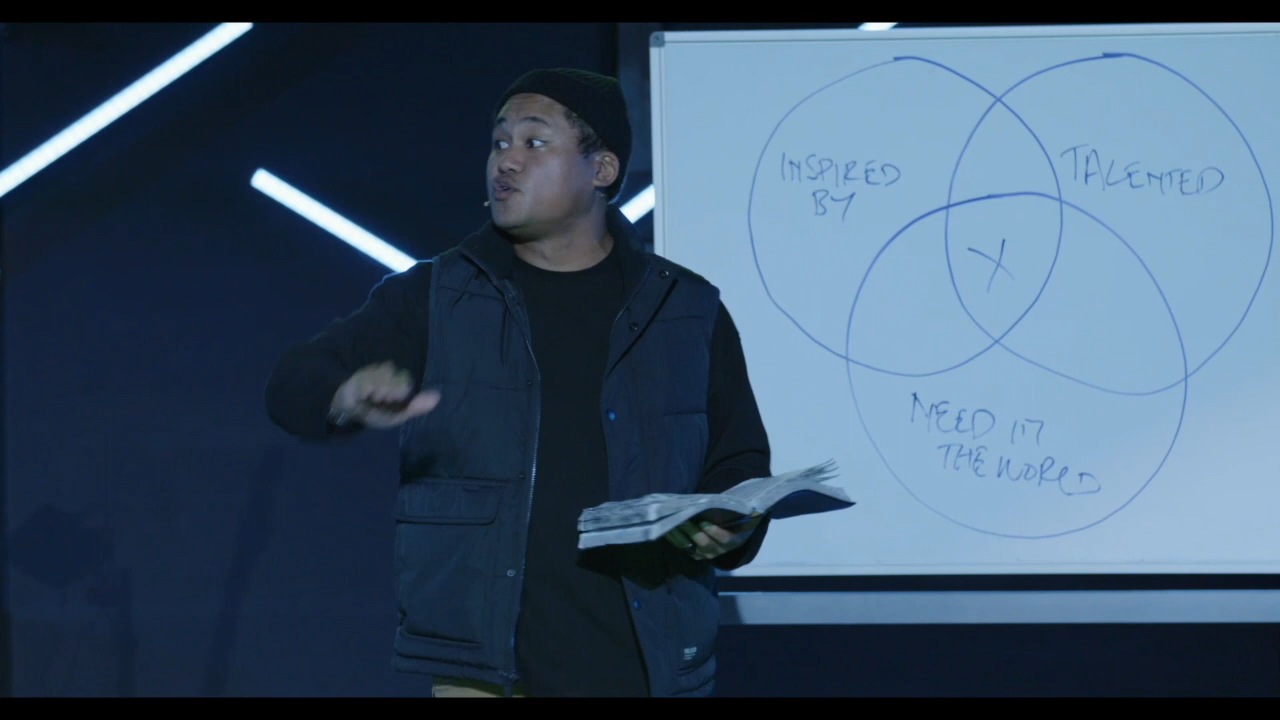 INSPIRED
BY
TALENTED
X
NEED IN
THE WORLD